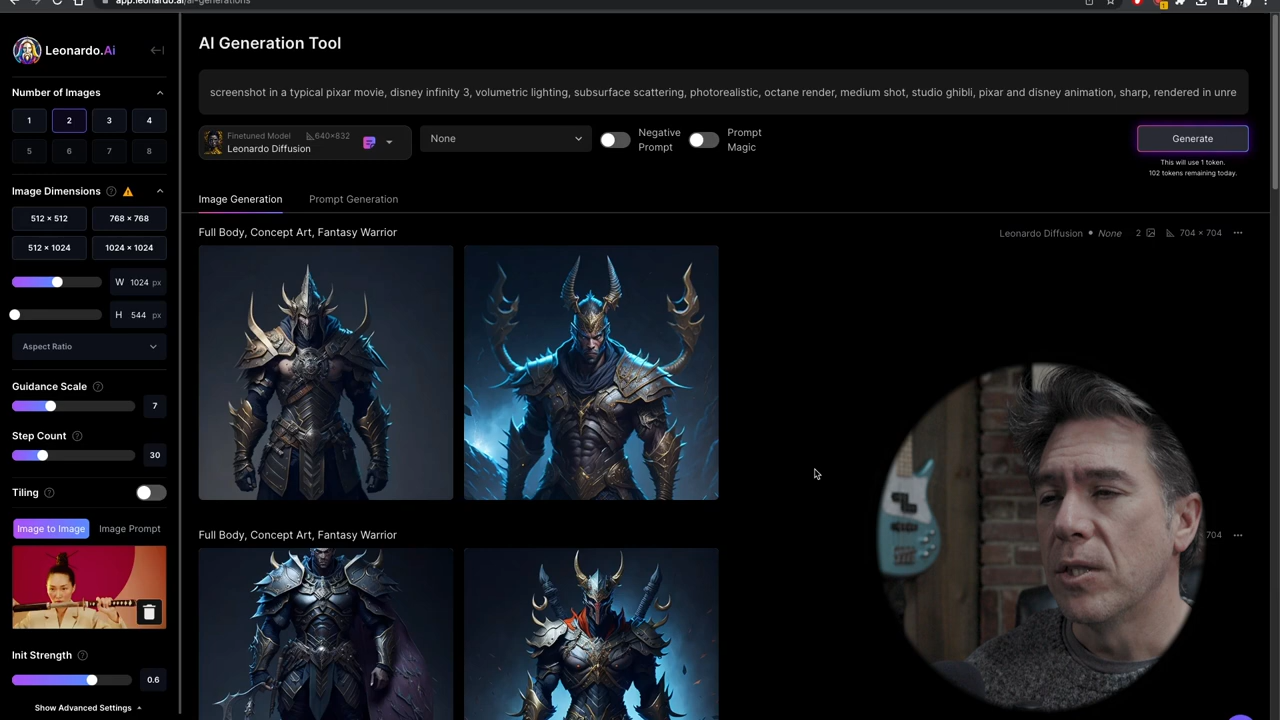 app.leonardo.ai/ai-generations
Leonardo.Ai
Number of Images
1 2 3 4
5 6 7 8
Image Dimensions
512 × 512 768 × 768
512 × 1024 1024 × 1024
W 1024 px
H 544 px
Aspect Ratio
Guidance Scale
7
Step Count
30
Tiling
Image to Image Image Prompt
Init Strength
0.6
Show Advanced Settings
AI Generation Tool
screenshot in a typical pixar movie, disney infinity 3, volumetric lighting, subsurface scattering, photorealistic, octane render, medium shot, studio ghibli, pixar and disney animation, sharp, rendered in unre
Finetuned Model 640×832
Leonardo Diffusion
None
Negative
Prompt
Prompt
Magic
Generate
This will use 1 token.
102 tokens remaining today.
Image Generation Prompt Generation
Full Body, Concept Art, Fantasy Warrior
Leonardo Diffusion • None 2 704 × 704 ···
Full Body, Concept Art, Fantasy Warrior
704 ···